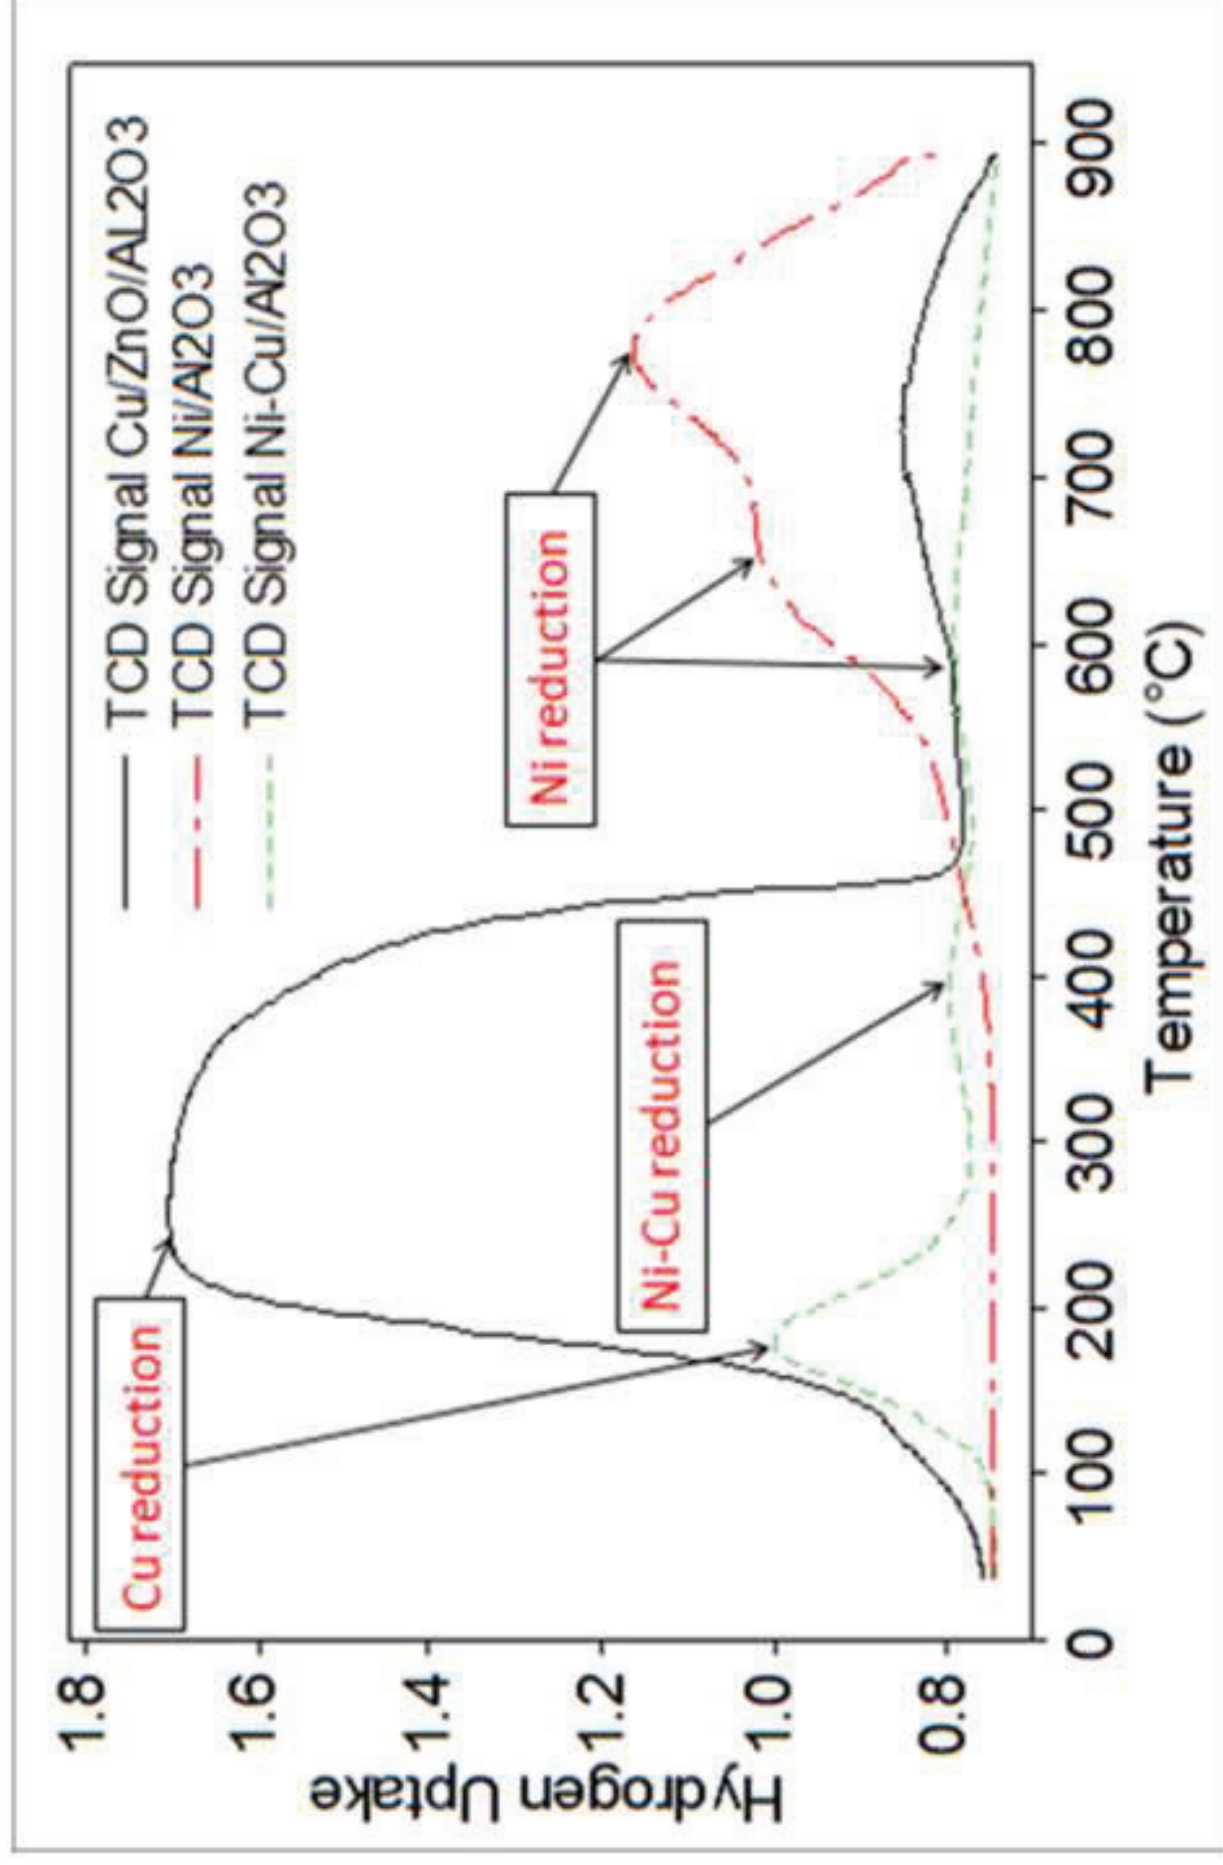 TCD Signal Cu/ZnO/AL2O3
TCD Signal Ni/Al2O3
TCD Signal Ni-Cu/Al2O3
Cu reduction
Ni reduction
Ni-Cu reduction
Hydrogen Uptake
1.8
1.6
1.4
1.2
1.0
0.8
0 100 200 300 400 500 600 700 800 900
Temperature (°C)